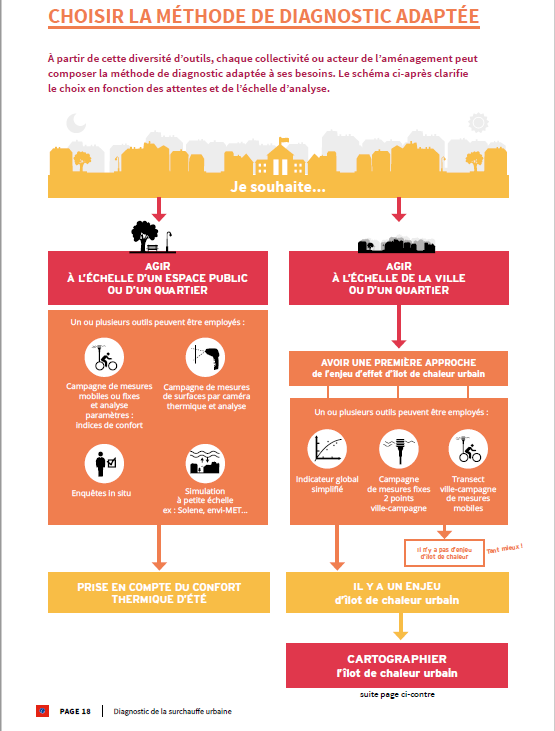 CHOISIR LA MÉTHODE DE DIAGNOSTIC ADAPTÉE
À partir de cette diversité d'outils, chaque collectivité ou acteur de l'aménagement peut
composer la méthode de diagnostic adaptée à ses besoins. Le schéma ci-après clarifie
le choix en fonction des attentes et de l'échelle d'analyse.
Je souhaite...
AGIR
À L'ÉCHELLE D'UN ESPACE PUBLIC
OU D'UN QUARTIER
Un ou plusieurs outils peuvent être employés :
Campagne de mesures
mobiles ou fixes
et analyse
paramètres :
indices de confort
Campagne de mesures
de surfaces par caméra
thermique et analyse
Enquêtes in situ
Simulation
à petite échelle
ex : Solene, envi-MET...
PRISE EN COMPTE DU CONFORT
THERMIQUE D'ÉTÉ
AGIR
À L'ÉCHELLE DE LA VILLE
OU D'UN QUARTIER
AVOIR UNE PREMIÈRE APPROCHE
de l'enjeu d'effet d'îlot de chaleur urbain
Un ou plusieurs outils peuvent être employés :
Indicateur global
simplifié
Campagne
de mesures fixes
2 points
ville-campagne
Transect
ville-campagne
de mesures
mobiles
Il n'y a pas d'enjeu
d'îlot de chaleur
Tant mieux !
IL Y A UN ENJEU
d'îlot de chaleur urbain
CARTOGRAPHIER
l'îlot de chaleur urbain
suite page ci-contre
PAGE 18
Diagnostic de la surchauffe urbaine